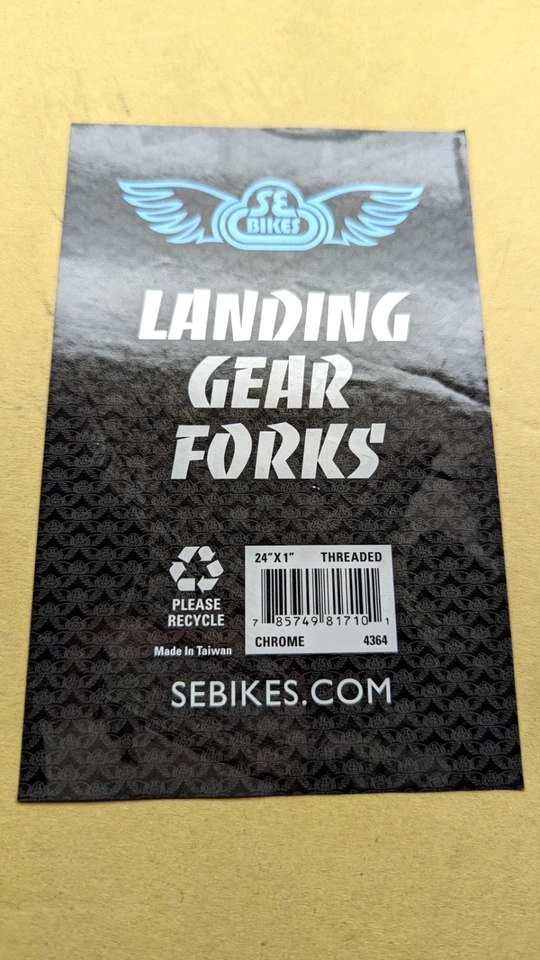 SE
BIKES
LANDING
GEAR
FORKS
24"X1" THREADED
7 85749 81710 1
CHROME 4364
PLEASE
RECYCLE
Made In Taiwan
SEBIKES.COM